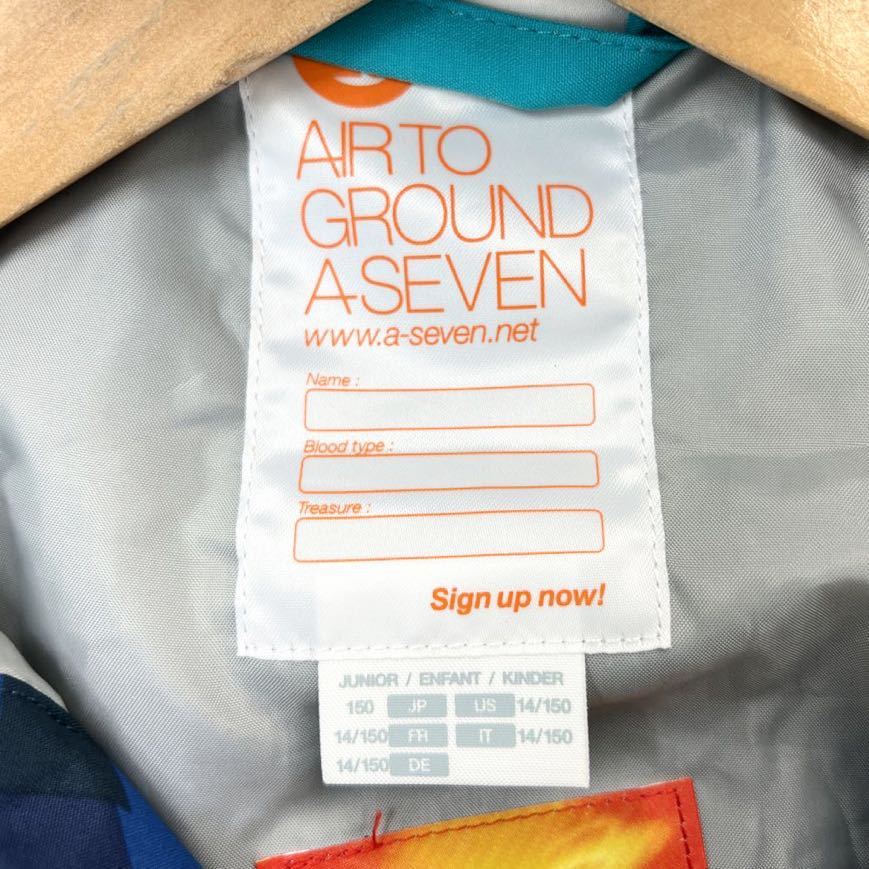 AIR TO
GROUND
A-SEVEN
www.a-seven.net
Name :
Blood type :
Treasure :
Sign up now!
JUNIOR / ENFANT / KINDER
150 JP US 14/150
14/150 FR IT 14/150
14/150 DE